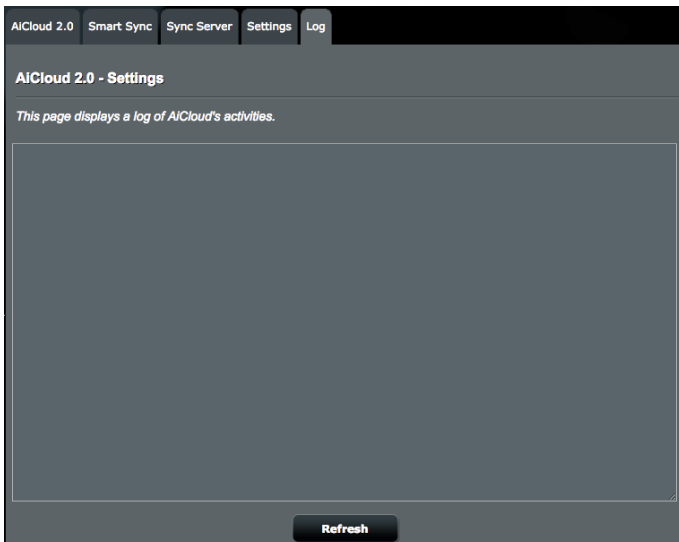 AiCloud 2.0 Smart Sync Sync Server Settings Log
AiCloud 2.0 - Settings
This page displays a log of AiCloud's activities.
Refresh